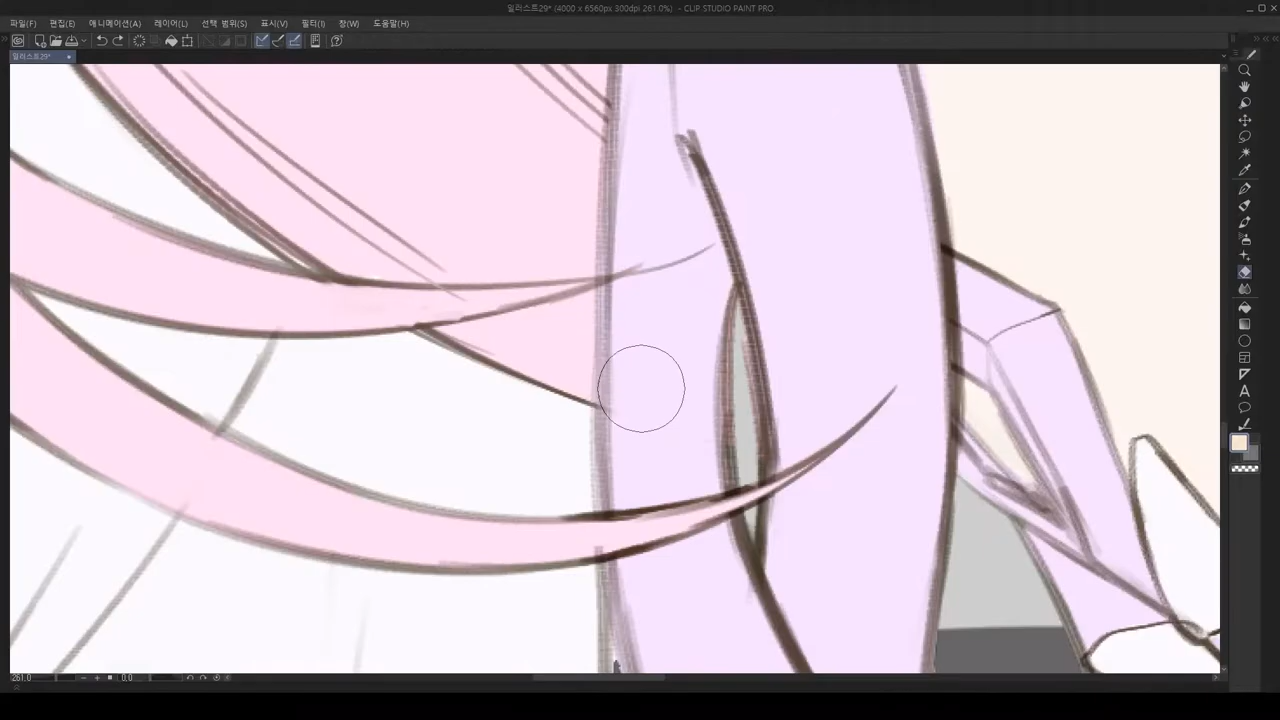 일러스트29* (4000 x 6560px 300dpi 261.0%) - CLIP STUDIO PAINT PRO
파일(F) 편집(E) 애니메이션(A) 레이어(L) 선택 범위(S) 표시(V) 필터(I) 창(W) 도움말(H)
일러스트29*
261.0 0.0